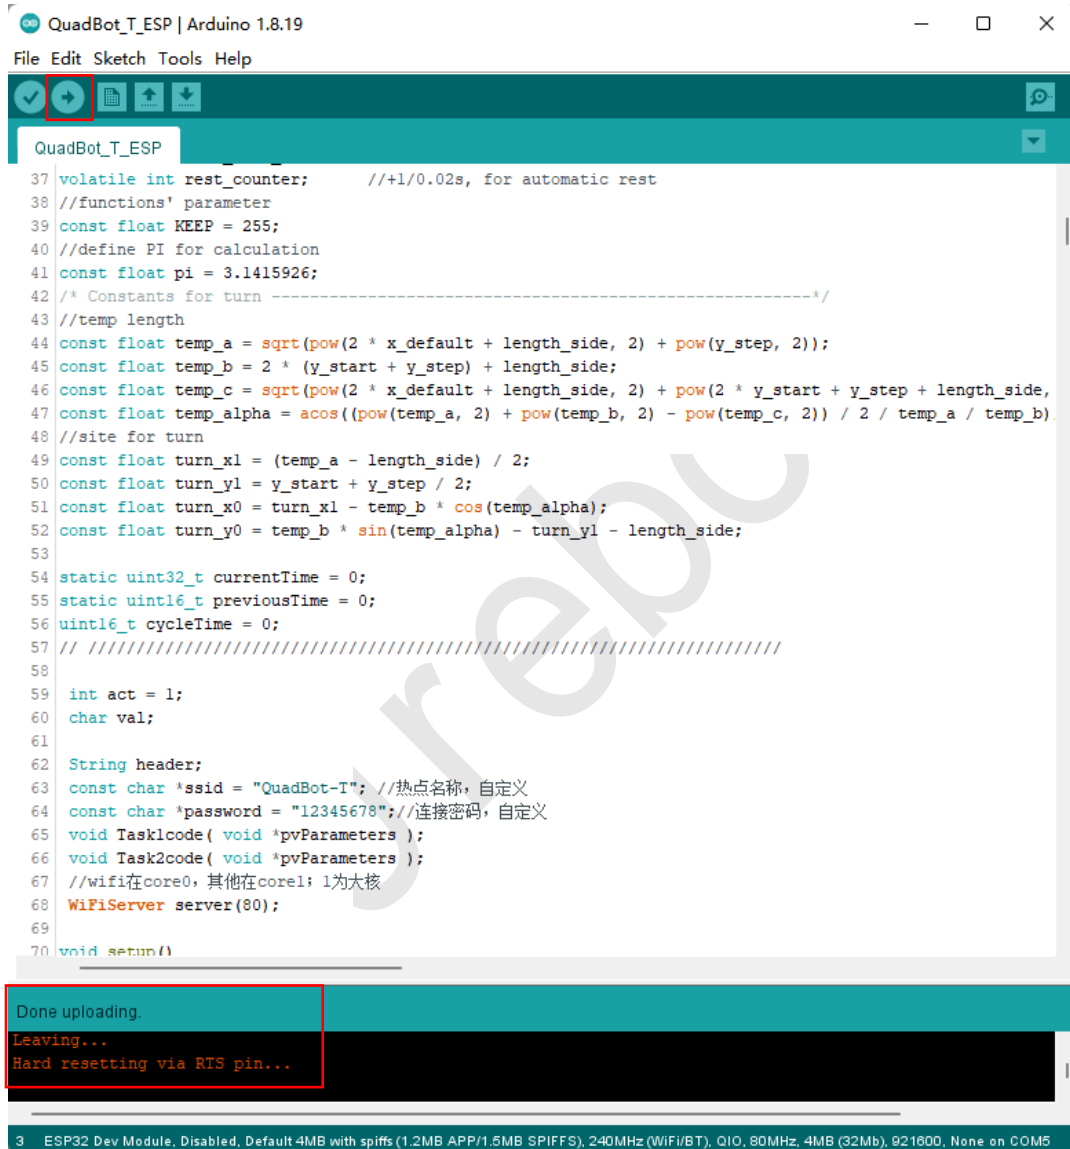 QuadBot_T_ESP | Arduino 1.8.19
File Edit Sketch Tools Help
QuadBot_T_ESP
37 volatile int rest_counter;      //+1/0.02s, for automatic rest
38 //functions' parameter
39 const float KEEP = 255;
40 //define PI for calculation
41 const float pi = 3.1415926;
42 /* Constants for turn --------------------------------------------------------*/
43 //temp length
44 const float temp_a = sqrt(pow(2 * x_default + length_side, 2) + pow(y_step, 2));
45 const float temp_b = 2 * (y_start + y_step) + length_side;
46 const float temp_c = sqrt(pow(2 * x_default + length_side, 2) + pow(2 * y_start + y_step + length_side,
47 const float temp_alpha = acos((pow(temp_a, 2) + pow(temp_b, 2) - pow(temp_c, 2)) / 2 / temp_a / temp_b)
48 //site for turn
49 const float turn_x1 = (temp_a - length_side) / 2;
50 const float turn_y1 = y_start + y_step / 2;
51 const float turn_x0 = turn_x1 - temp_b * cos(temp_alpha);
52 const float turn_y0 = temp_b * sin(temp_alpha) - turn_y1 - length_side;
53
54 static uint32_t currentTime = 0;
55 static uint16_t previousTime = 0;
56 uint16_t cycleTime = 0;
57 // ////////////////////////////////////////////////////////////////////////
58
59 int act = 1;
60 char val;
61
62 String header;
63 const char *ssid = "QuadBot-T"; //热点名称，自定义
64 const char *password = "12345678";//连接密码，自定义
65 void Task1code( void *pvParameters );
66 void Task2code( void *pvParameters );
67 //wifi在core0，其他在core1；1为大核
68 WiFiServer server(80);
69
70 void setup()
Done uploading.
Leaving...
Hard resetting via RTS pin...
3 ESP32 Dev Module, Disabled, Default 4MB with spiffs (1.2MB APP/1.5MB SPIFFS), 240MHz (WiFi/BT), QIO, 80MHz, 4MB (32Mb), 921600, None on COM5